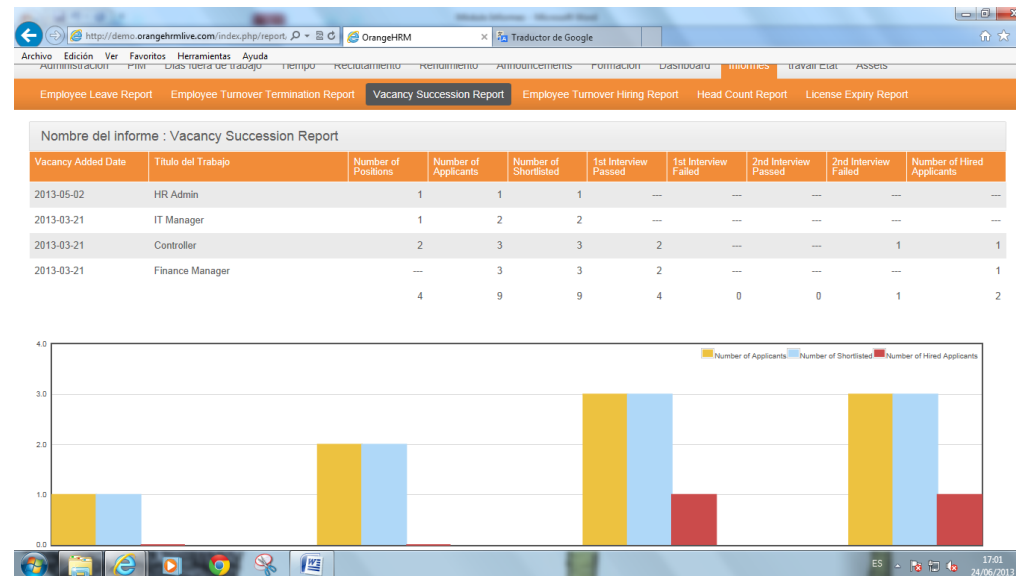 http://demo.orangehrmlive.com/index.php/report
OrangeHRM
Traductor de Google
Archivo Edición Ver Favoritos Herramientas Ayuda
Administración PIM Días fuera de trabajo Tiempo Reclutamiento Rendimiento Announcements Formación Dashboard Informes travail Etat Assets
Employee Leave Report Employee Turnover Termination Report Vacancy Succession Report Employee Turnover Hiring Report Head Count Report License Expiry Report
Nombre del informe : Vacancy Succession Report
Vacancy Added Date Título del Trabajo Number of Positions Number of Applicants Number of Shortlisted 1st Interview Passed 1st Interview Failed 2nd Interview Passed 2nd Interview Failed Number of Hired Applicants
2013-05-02 HR Admin 1 1 1 --- --- --- --- ---
2013-03-21 IT Manager 1 2 2 --- --- --- --- ---
2013-03-21 Controller 2 3 3 2 --- --- 1 1
2013-03-21 Finance Manager --- 3 3 2 --- --- --- 1
4 9 9 4 0 0 1 2
4.0
Number of Applicants Number of Shortlisted Number of Hired Applicants
3.0
2.0
1.0
0.0
ES
17:01
24/06/2013